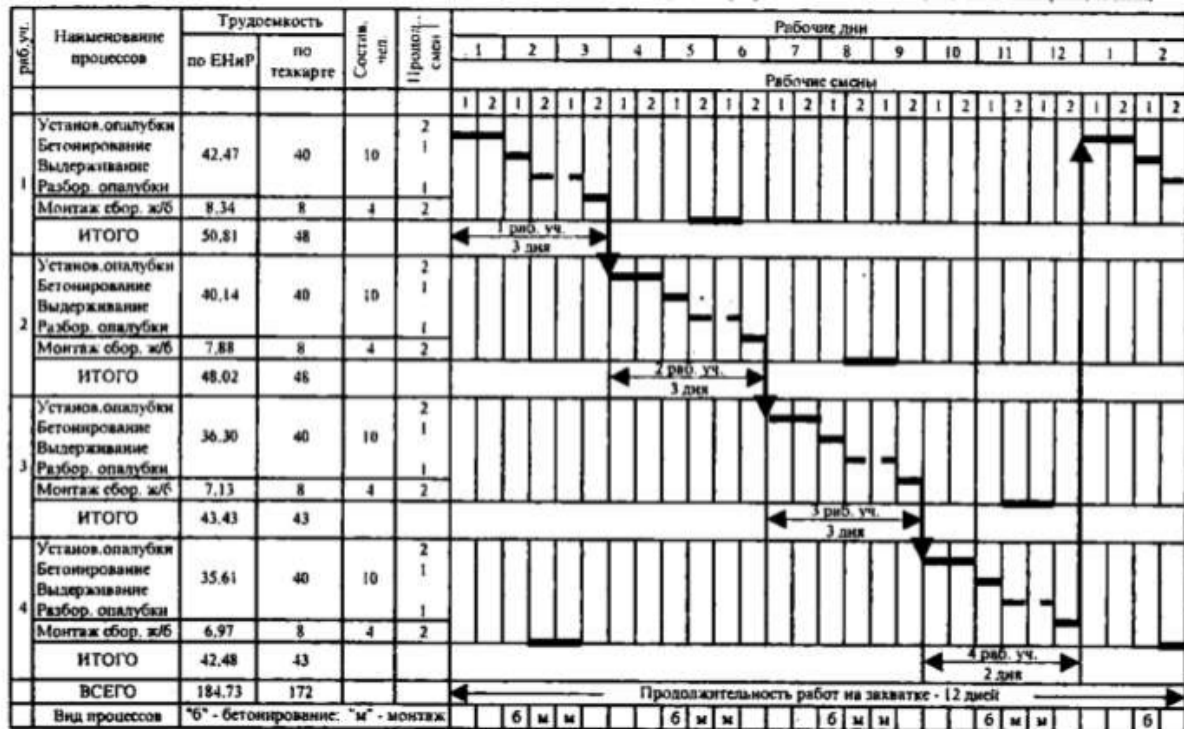 раб.уч.
Наименование процессов
Трудоемкость
по ЕНиР
по техкарте
Состав. чел.
Продол. смен
Рабочие дни
1 2 3 4 5 6 7 8 9 10 11 12 1 2
Рабочие смены
1 2 1 2 1 2 1 2 1 2 1 2 1 2 1 2 1 2 1 2 1 2 1 2 1 2 1 2
1
Установ.опалубки 2
Бетонирование 1
42,47 40 10
Выдерживание
Разбор. опалубки 1
Монтаж сбор. ж/б 8.34 8 4 2
ИТОГО 50,81 48
1 раб. уч.
3 дня
2
Установ.опалубки 2
Бетонирование 1
40,14 40 10
Выдерживание
Разбор. опалубки 1
Монтаж сбор. ж/б 7,88 8 4 2
ИТОГО 48,02 48
2 раб. уч.
3 дня
3
Установ.опалубки 2
Бетонирование 1
36.30 40 10
Выдерживание
Разбор. опалубки 1
Монтаж сбор. ж/б 7,13 8 4 2
ИТОГО 43.43 43
3 раб. уч.
3 дня
4
Установ.опалубки 2
Бетонирование 1
35.61 40 10
Выдерживание
Разбор. опалубки 1
Монтаж сбор. ж/б 6,97 8 4 2
ИТОГО 42,48 43
4 раб. уч.
2 дня
ВСЕГО 184.73 172 Продолжительность работ на захватке - 12 дней
Вид процессов "б" - бетонирование; "м" - монтаж б м м б м м б м м б м м б